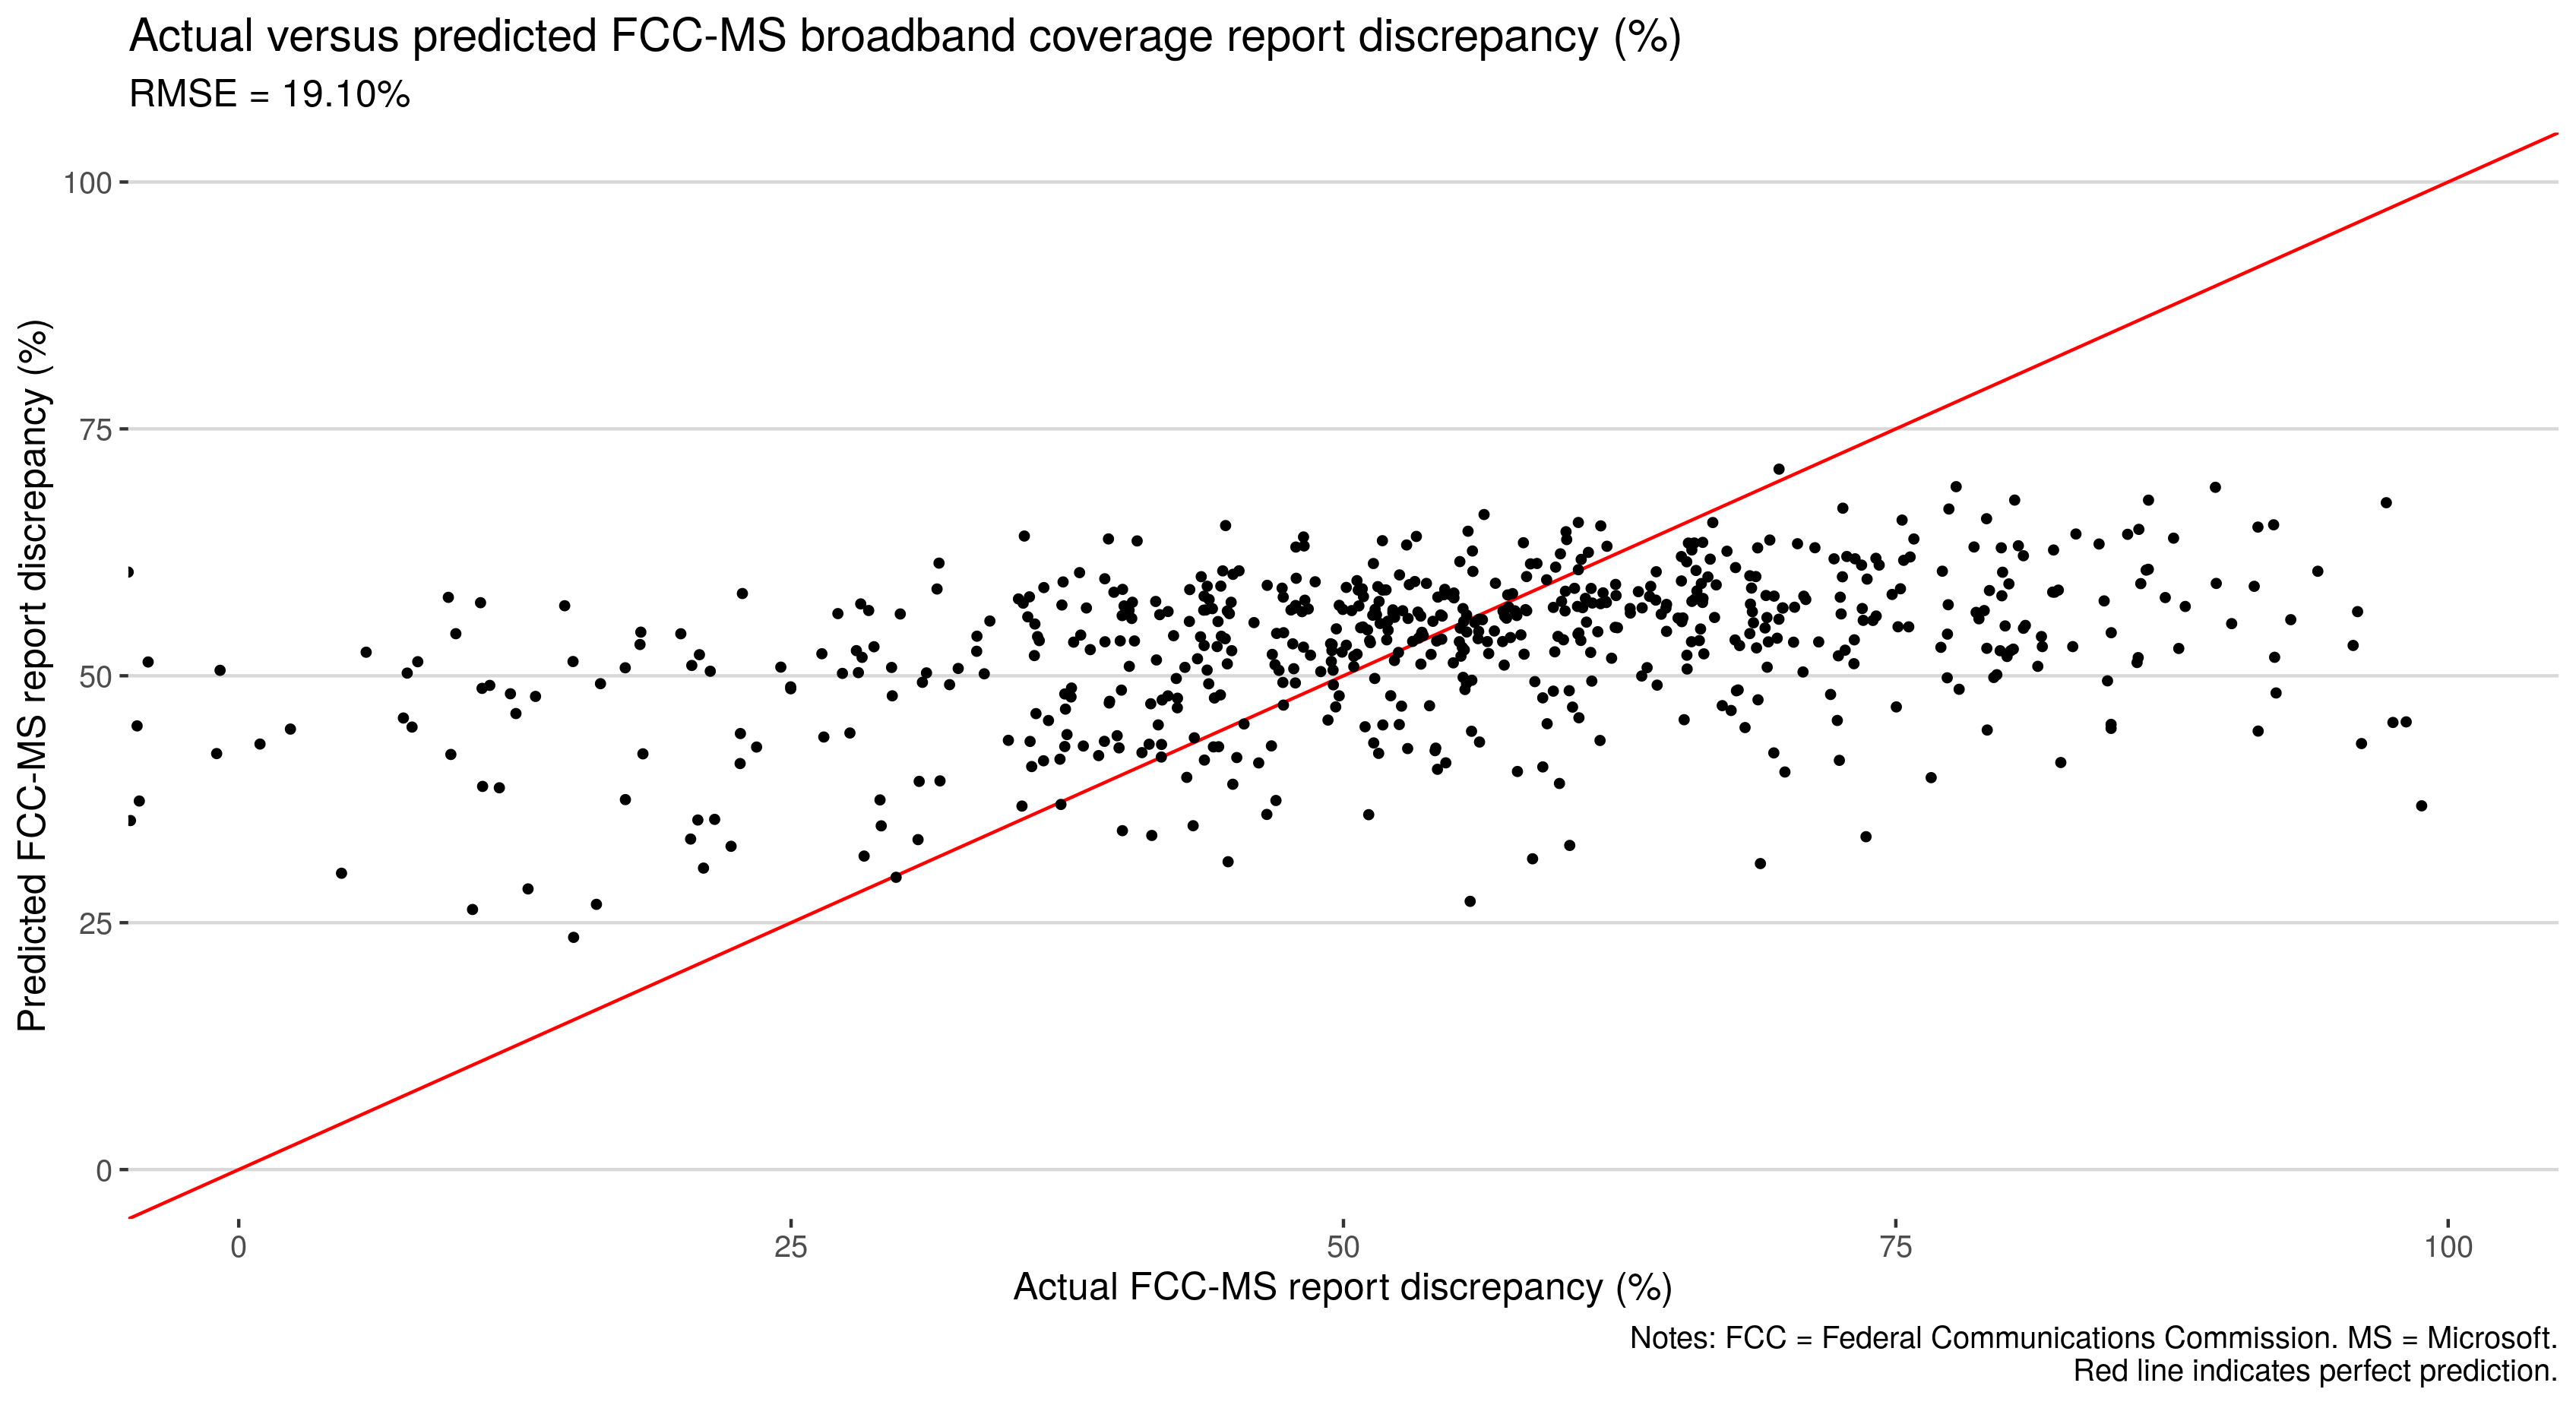 Actual versus predicted FCC-MS broadband coverage report discrepancy (%)
RMSE = 19.10%
Predicted FCC-MS report discrepancy (%)
100
75
50
25
0
0 25 50 75 100
Actual FCC-MS report discrepancy (%)
Notes: FCC = Federal Communications Commission. MS = Microsoft.
Red line indicates perfect prediction.